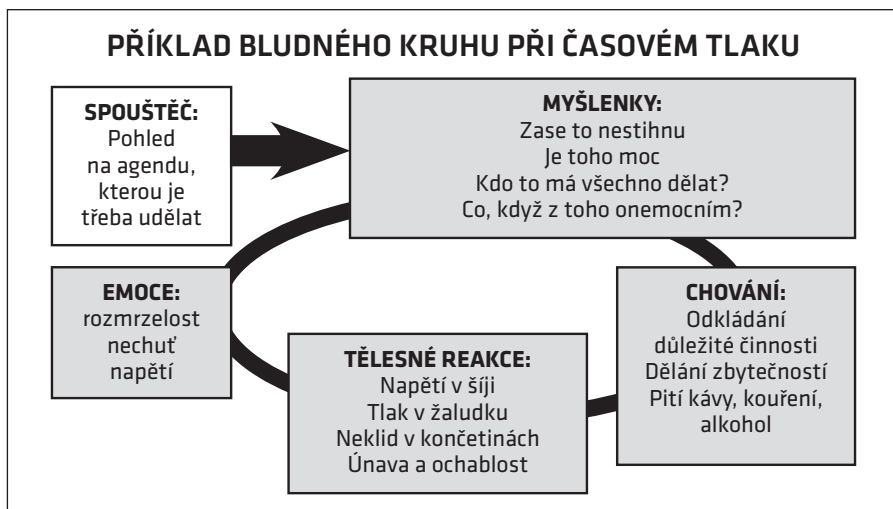 PŘÍKLAD BLUDNÉHO KRUHU PŘI ČASOVÉM TLAKU
SPOUŠTĚČ:
Pohled
na agendu,
kterou je
třeba udělat
MYŠLENKY:
Zase to nestihnu
Je toho moc
Kdo to má všechno dělat?
Co, když z toho onemocním?
EMOCE:
rozmrzelost
nechuť
napětí
TĚLESNÉ REAKCE:
Napětí v šíji
Tlak v žaludku
Neklid v končetinách
Únava a ochablost
CHOVÁNÍ:
Odkládání
důležité činnosti
Dělání zbytečností
Pití kávy, kouření,
alkohol